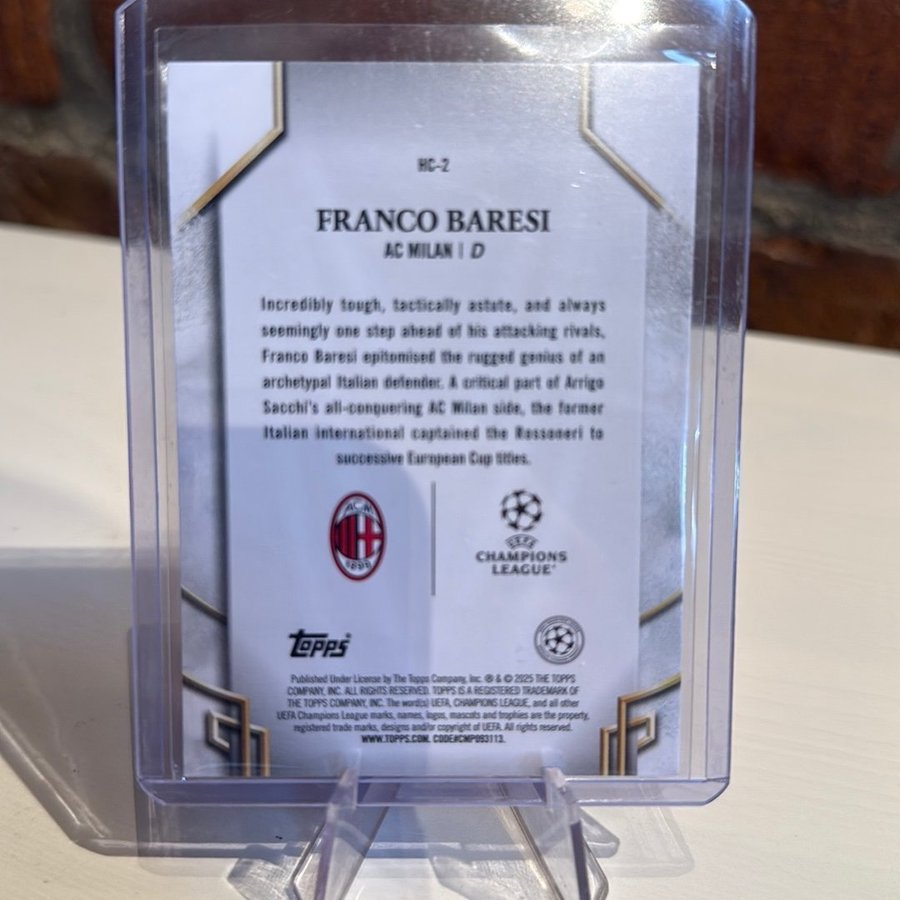 HC-2
FRANCO BARESI
AC MILAN | D
Incredibly tough, tactically astute, and always
seemingly one step ahead of his attacking rivals,
Franco Baresi epitomised the rugged genius of an
archetypal Italian defender. A critical part of Arrigo
Sacchi's all-conquering AC Milan side, the former
Italian international captained the Rossoneri to
successive European Cup titles.
ACM
1899
UEFA
CHAMPIONS
LEAGUE®
topps®
Published Under License by The Topps Company, Inc. ® & © 2025 THE TOPPS
COMPANY, INC. ALL RIGHTS RESERVED. TOPPS IS A REGISTERED TRADEMARK OF
THE TOPPS COMPANY, INC. The word(s) UEFA, CHAMPIONS LEAGUE, and all other
UEFA Champions League marks, names, logos, mascots and trophies are the property,
registered trade marks, designs and/or copyright of UEFA. All rights reserved.
WWW.TOPPS.COM. CODE#CMP093113.